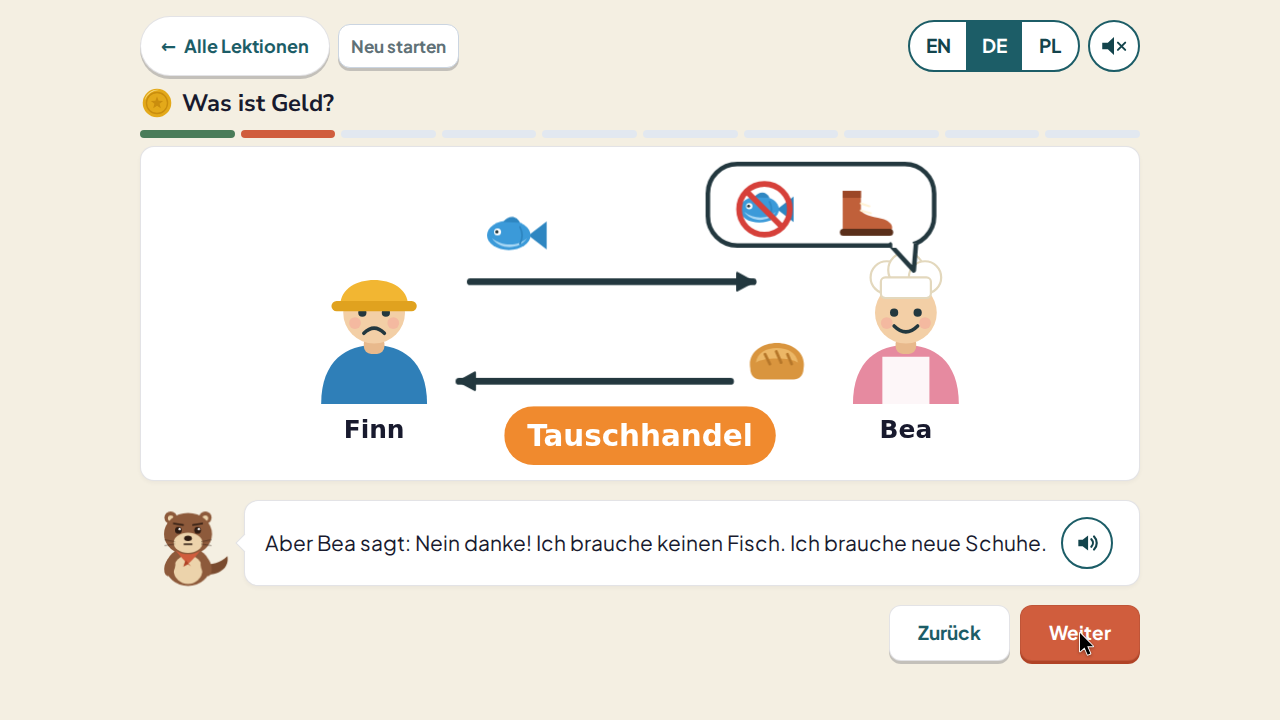 ← Alle Lektionen
Neu starten
EN DE PL
Was ist Geld?
Finn
Tauschhandel
Bea
Aber Bea sagt: Nein danke! Ich brauche keinen Fisch. Ich brauche neue Schuhe.
Zurück
Weiter